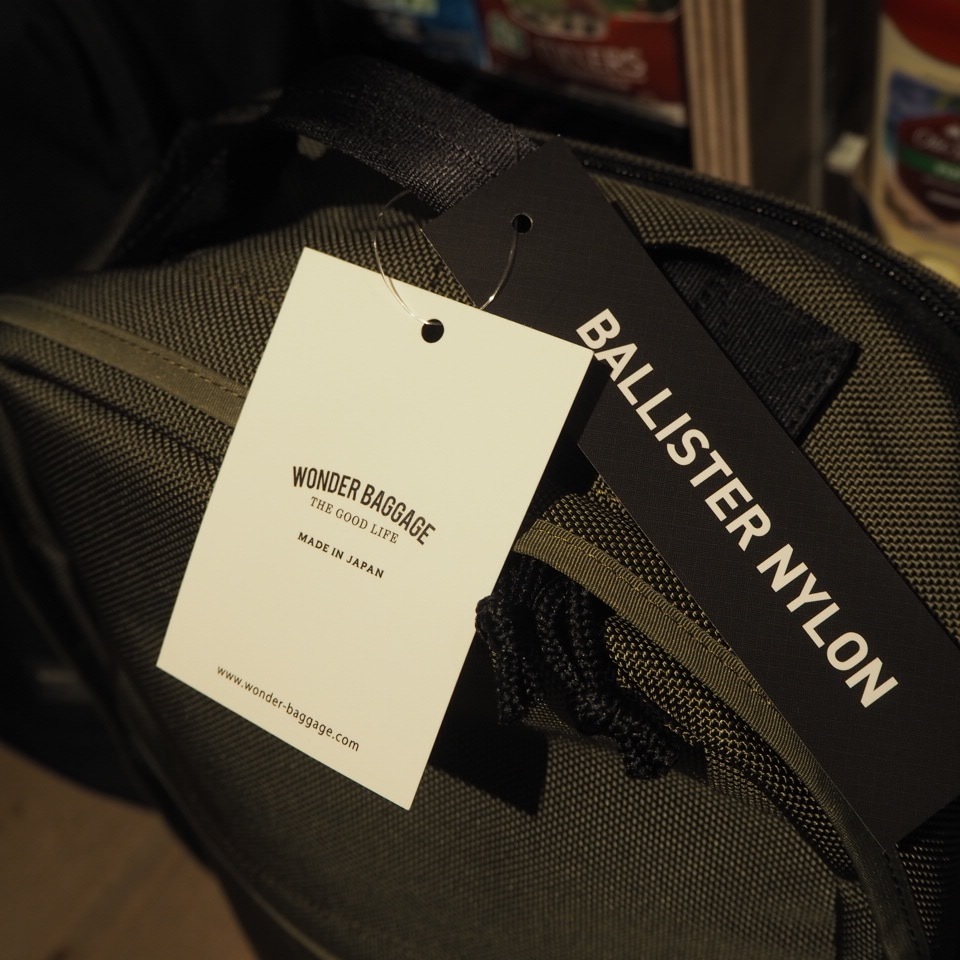 WONDER BAGGAGE
THE GOOD LIFE
MADE IN JAPAN
www.wonder-baggage.com
BALLISTER NYLON